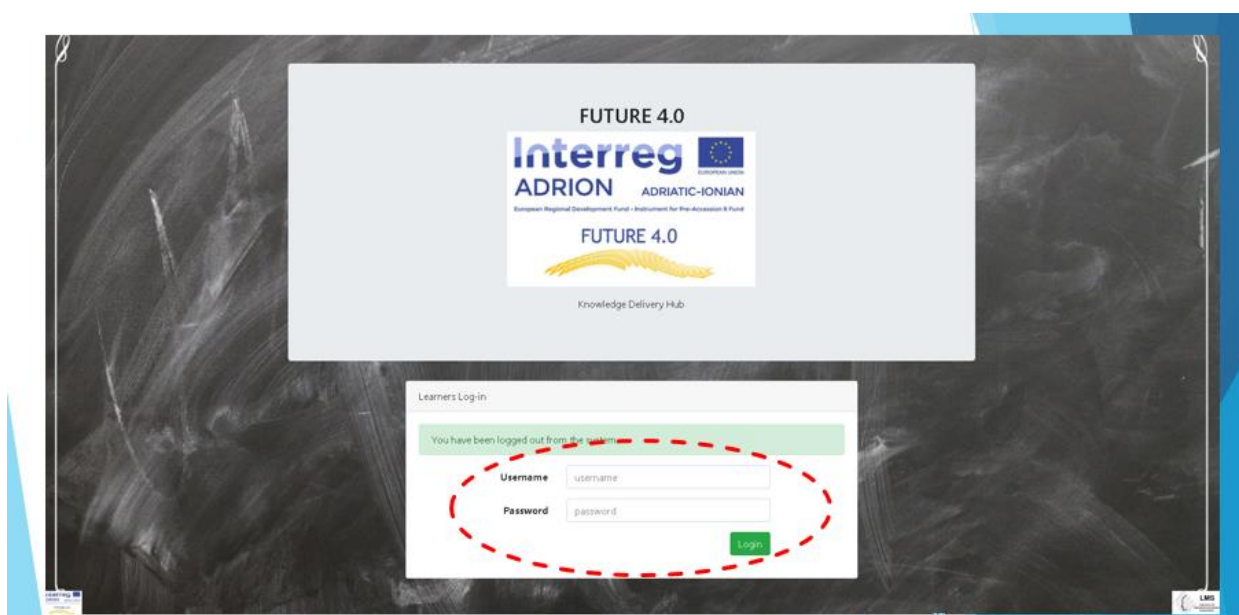 FUTURE 4.0
Interreg
EUROPEAN UNION
ADRION ADRIATIC-IONIAN
European Regional Development Fund - Instrument for Pre-Accession II Fund
FUTURE 4.0
Knowledge Delivery Hub
Learners Log-in
You have been logged out from the system
Username username
Password password
Login
Interreg
LMS